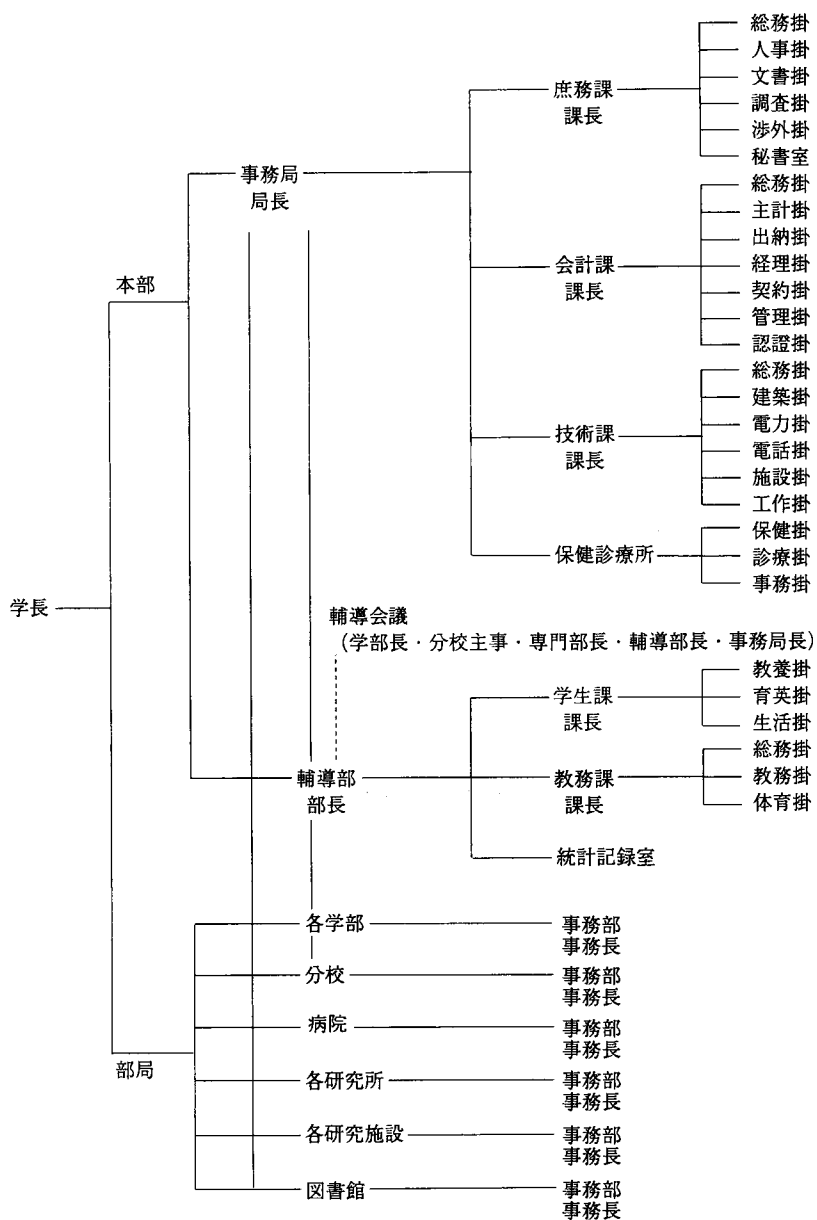 学長
本部
事務局
局長
庶務課
課長
総務掛
人事掛
文書掛
調査掛
渉外掛
秘書室
会計課
課長
総務掛
主計掛
出納掛
経理掛
契約掛
管理掛
認證掛
技術課
課長
総務掛
建築掛
電力掛
電話掛
施設掛
工作掛
保健診療所
保健掛
診療掛
事務掛
輔導会議
(学部長・分校主事・専門部長・輔導部長・事務局長)
輔導部
部長
学生課
課長
教養掛
育英掛
生活掛
教務課
課長
総務掛
教務掛
体育掛
統計記録室
部局
各学部
事務部
事務長
分校
事務部
事務長
病院
事務部
事務長
各研究所
事務部
事務長
各研究施設
事務部
事務長
図書館
事務部
事務長